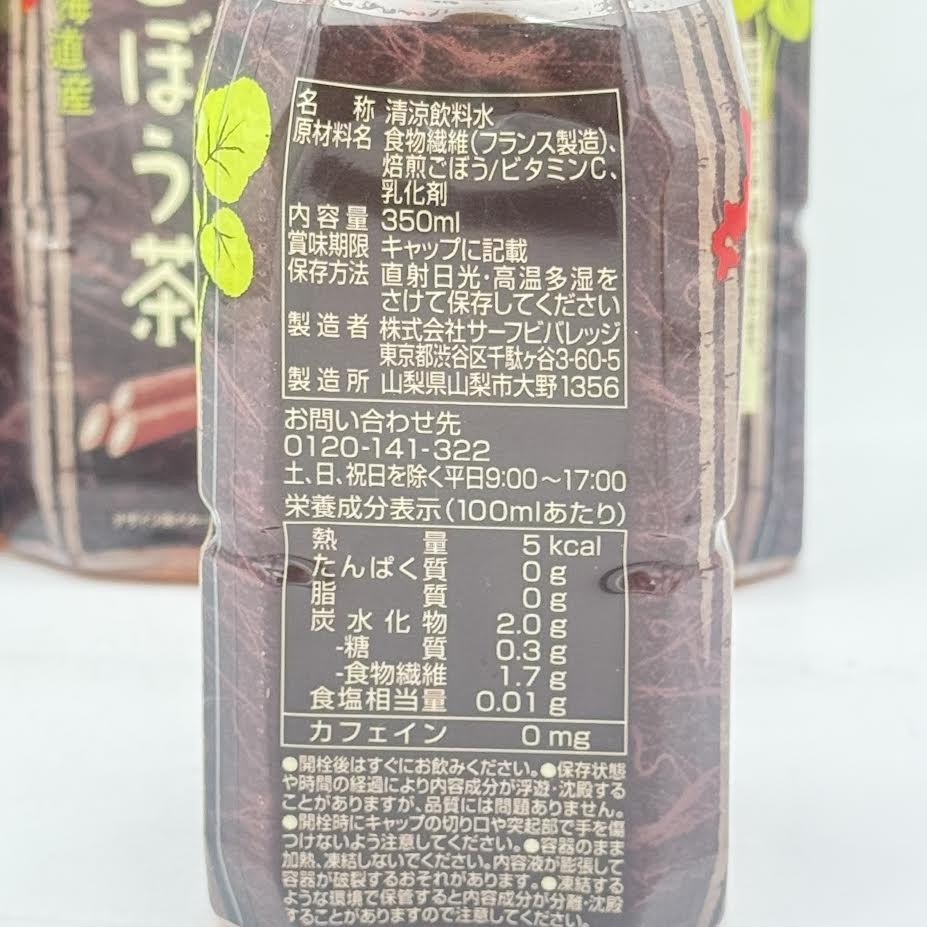 海道産
ごぼう茶
名称 清涼飲料水
原材料名 食物繊維(フランス製造)、
焙煎ごぼう/ビタミンC、
乳化剤
内容量 350ml
賞味期限 キャップに記載
保存方法 直射日光・高温多湿を
さけて保存してください
製造者 株式会社サーフビバレッジ
東京都渋谷区千駄ヶ谷3-60-5
製造所 山梨県山梨市大野1356
お問い合わせ先
0120-141-322
土、日、祝日を除く平日9:00～17:00
栄養成分表示(100mlあたり)
熱量 5 kcal
たんぱく質 0 g
脂質 0 g
炭水化物 2.0 g
-糖質 0.3 g
-食物繊維 1.7 g
食塩相当量 0.01 g
カフェイン 0 mg
●開栓後はすぐにお飲みください。●保存状態
や時間の経過により内容成分が浮遊・沈殿する
ことがありますが、品質には問題ありません。
●開栓時にキャップの切り口や突起部で手を傷
つけないよう注意してください。●容器のまま
加熱、凍結しないでください。内容液が膨張して
容器が破裂するおそれがあります。●凍結する
ような環境で保管すると内容成分が分離・沈殿
することがありますので注意してください。